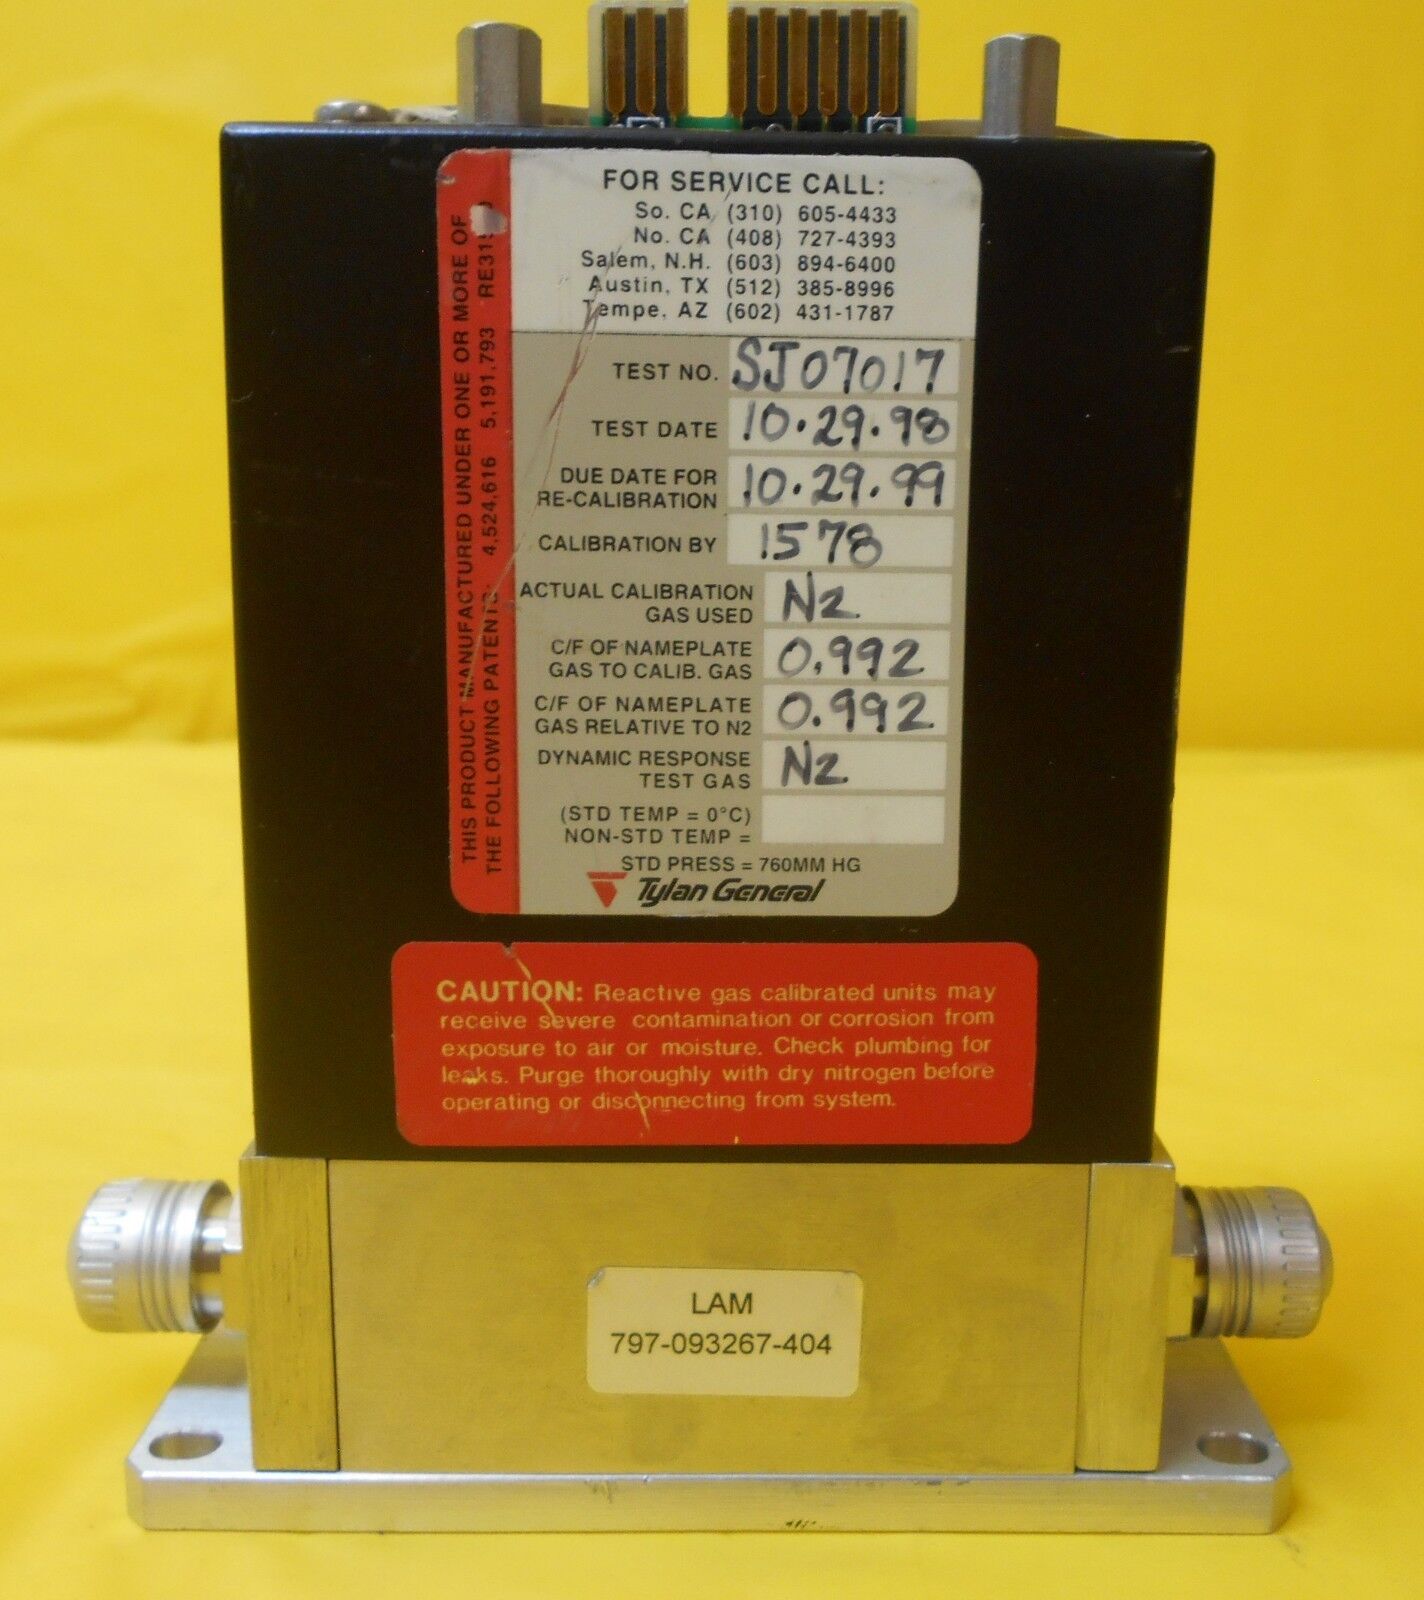 FOR SERVICE CALL:
So. CA (310) 605-4433
No. CA (408) 727-4393
Salem, N.H. (603) 894-6400
Austin, TX (512) 385-8996
Tempe, AZ (602) 431-1787
TEST NO. SJ07017
TEST DATE 10.29.98
DUE DATE FOR
RE-CALIBRATION 10.29.99
CALIBRATION BY 1578
ACTUAL CALIBRATION
GAS USED N2
C/F OF NAMEPLATE
GAS TO CALIB. GAS 0.992
C/F OF NAMEPLATE
GAS RELATIVE TO N2 0.992
DYNAMIC RESPONSE
TEST GAS N2
(STD TEMP = 0°C)
NON-STD TEMP =
STD PRESS = 760MM HG
Tylan General
THIS PRODUCT MANUFACTURED UNDER ONE OR MORE OF
THE FOLLOWING PATENTS: 4,524,616 5,191,793
CAUTION: Reactive gas calibrated units may
receive severe contamination or corrosion from
exposure to air or moisture. Check plumbing for
leaks. Purge thoroughly with dry nitrogen before
operating or disconnecting from system.
LAM
797-093267-404